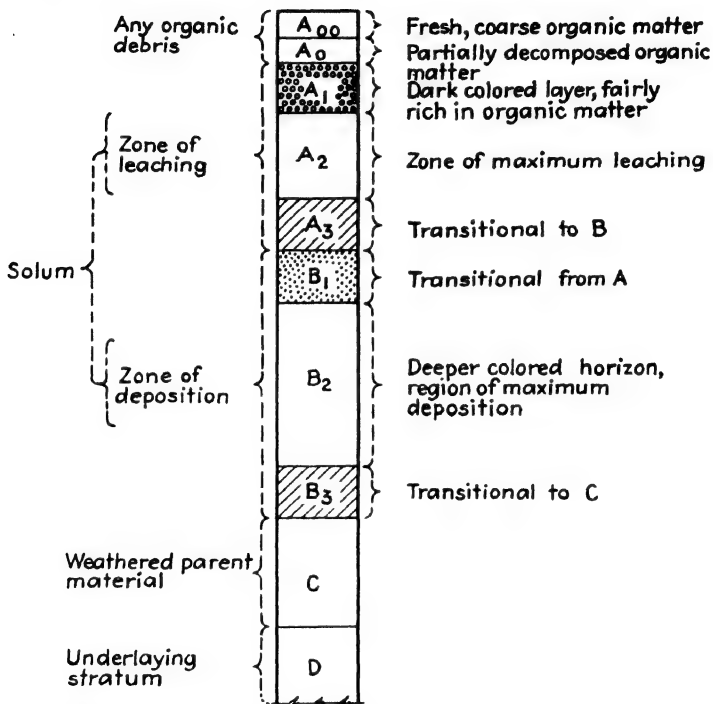 Any organic
debris
A00
Fresh, coarse organic matter
A0
Partially decomposed organic
matter
A1
Dark colored layer, fairly
rich in organic matter
Solum
Zone of
leaching
A2
Zone of maximum leaching
A3
Transitional to B
B1
Transitional from A
Zone of
deposition
B2
Deeper colored horizon,
region of maximum
deposition
B3
Transitional to C
Weathered parent
material
C
Underlaying
stratum
D